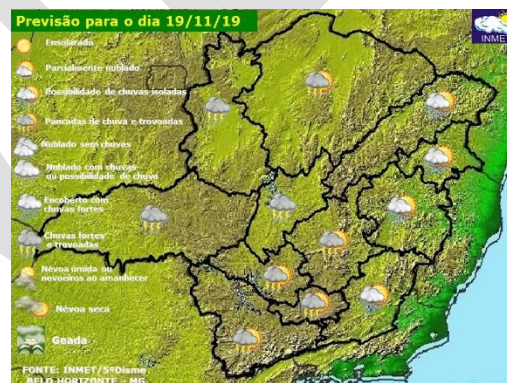 Previsão para o dia 19/11/19
INMET
Ensolarado
Parcialmente nublado
Possibilidade de chuvas isoladas
Pancadas de chuva e trovoadas
Nublado sem chuvas
Nublado com chuvas
ou possibilidade de chuva
Encoberto com
chuvas fortes
Chuvas fortes
e trovoadas
Névoa úmida ou
nevoeiros ao amanhecer
Névoa seca
Geada
FONTE: INMET/5ºDisme
BELO HORIZONTE - MG